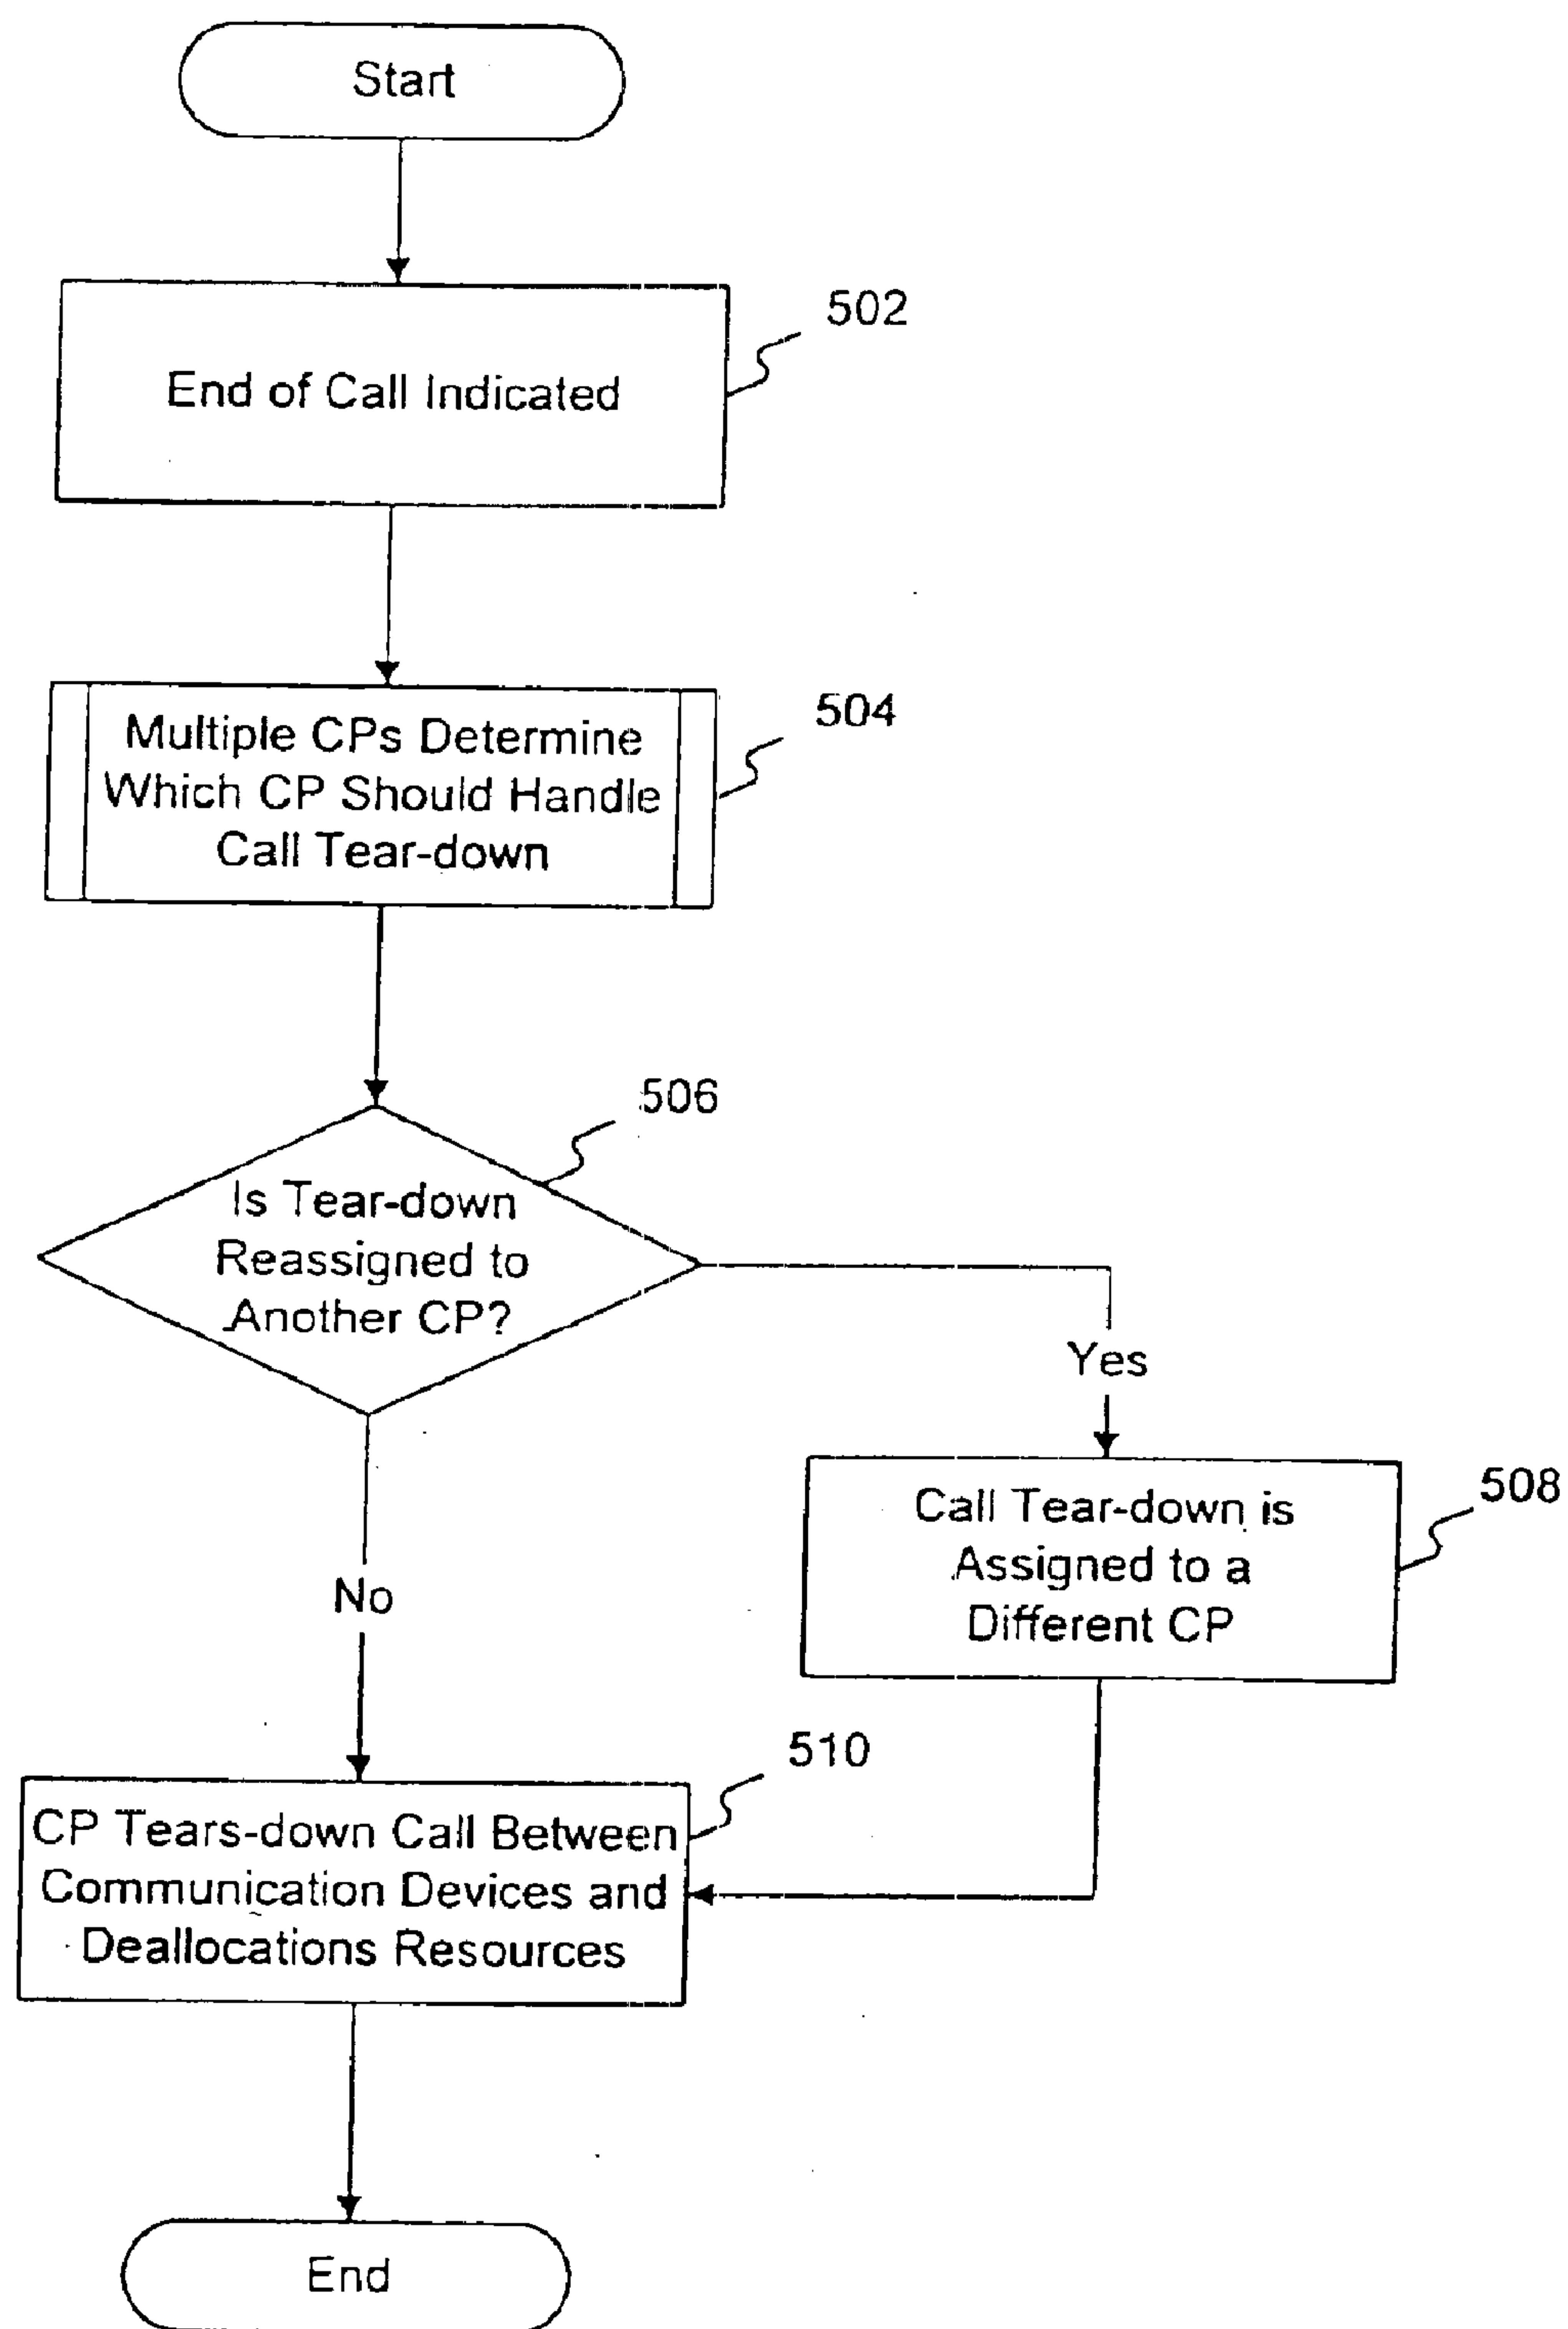 Start
502
End of Call Indicated
504
Multiple CPs Determine
Which CP Should Handle
Call Tear-down
506
Is Tear-down
Reassigned to
Another CP?
Yes
508
Call Tear-down is
Assigned to a
Different CP
No
510
CP Tears-down Call Between
Communication Devices and
Deallocations Resources
End